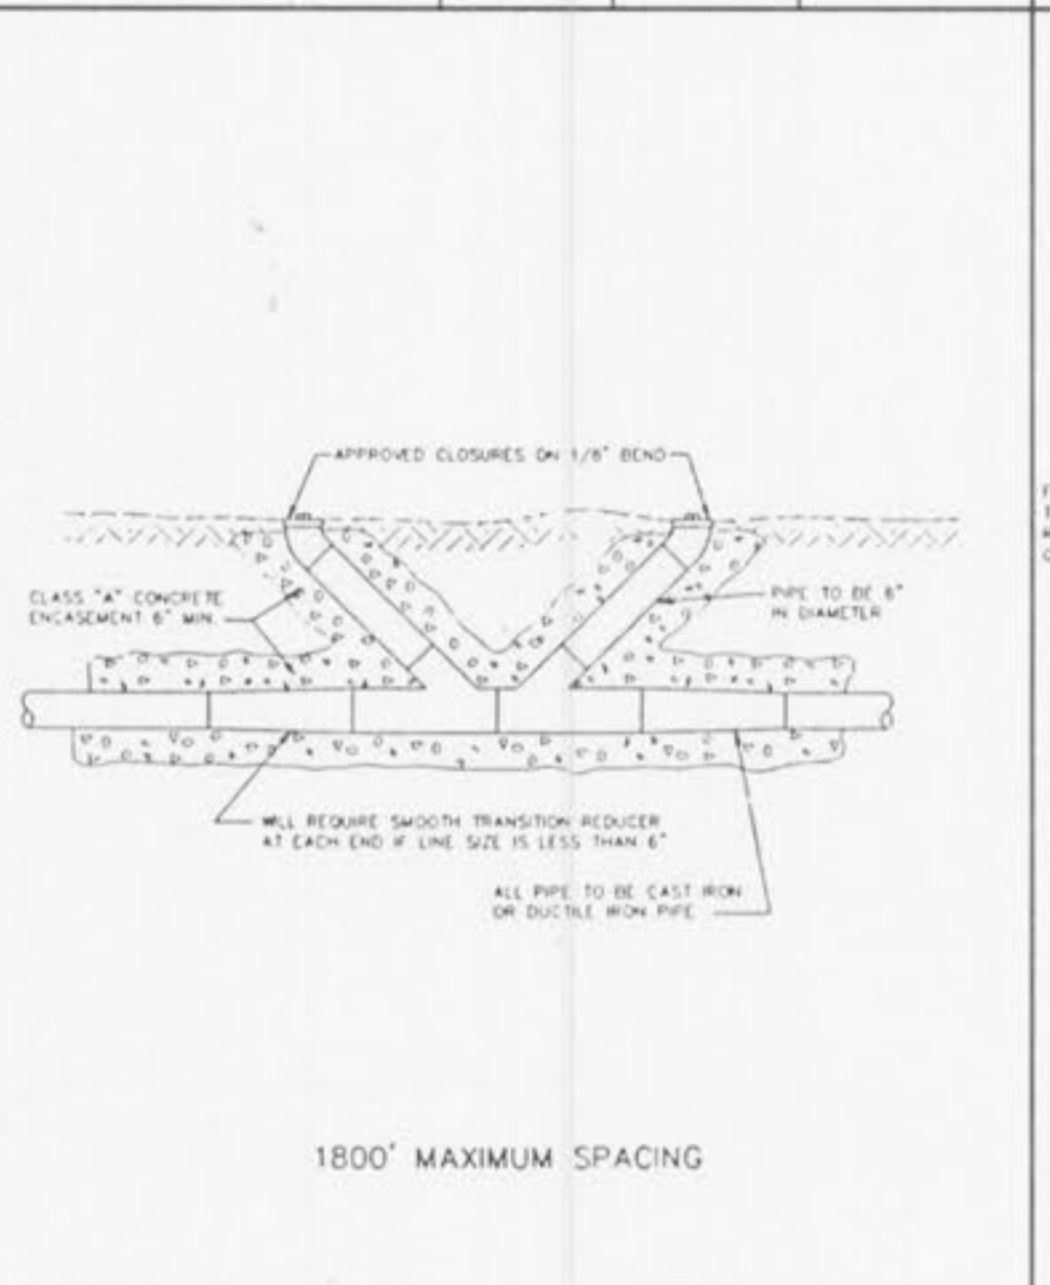 APPROVED CLOSURES ON 1/8" BEND
CLASS "A" CONCRETE
ENCASEMENT 6" MIN.
PIPE TO BE 6"
IN DIAMETER
WILL REQUIRE SMOOTH TRANSITION REDUCER
AT EACH END IF LINE SIZE IS LESS THAN 6"
ALL PIPE TO BE CAST IRON
OR DUCTILE IRON PIPE
1800' MAXIMUM SPACING